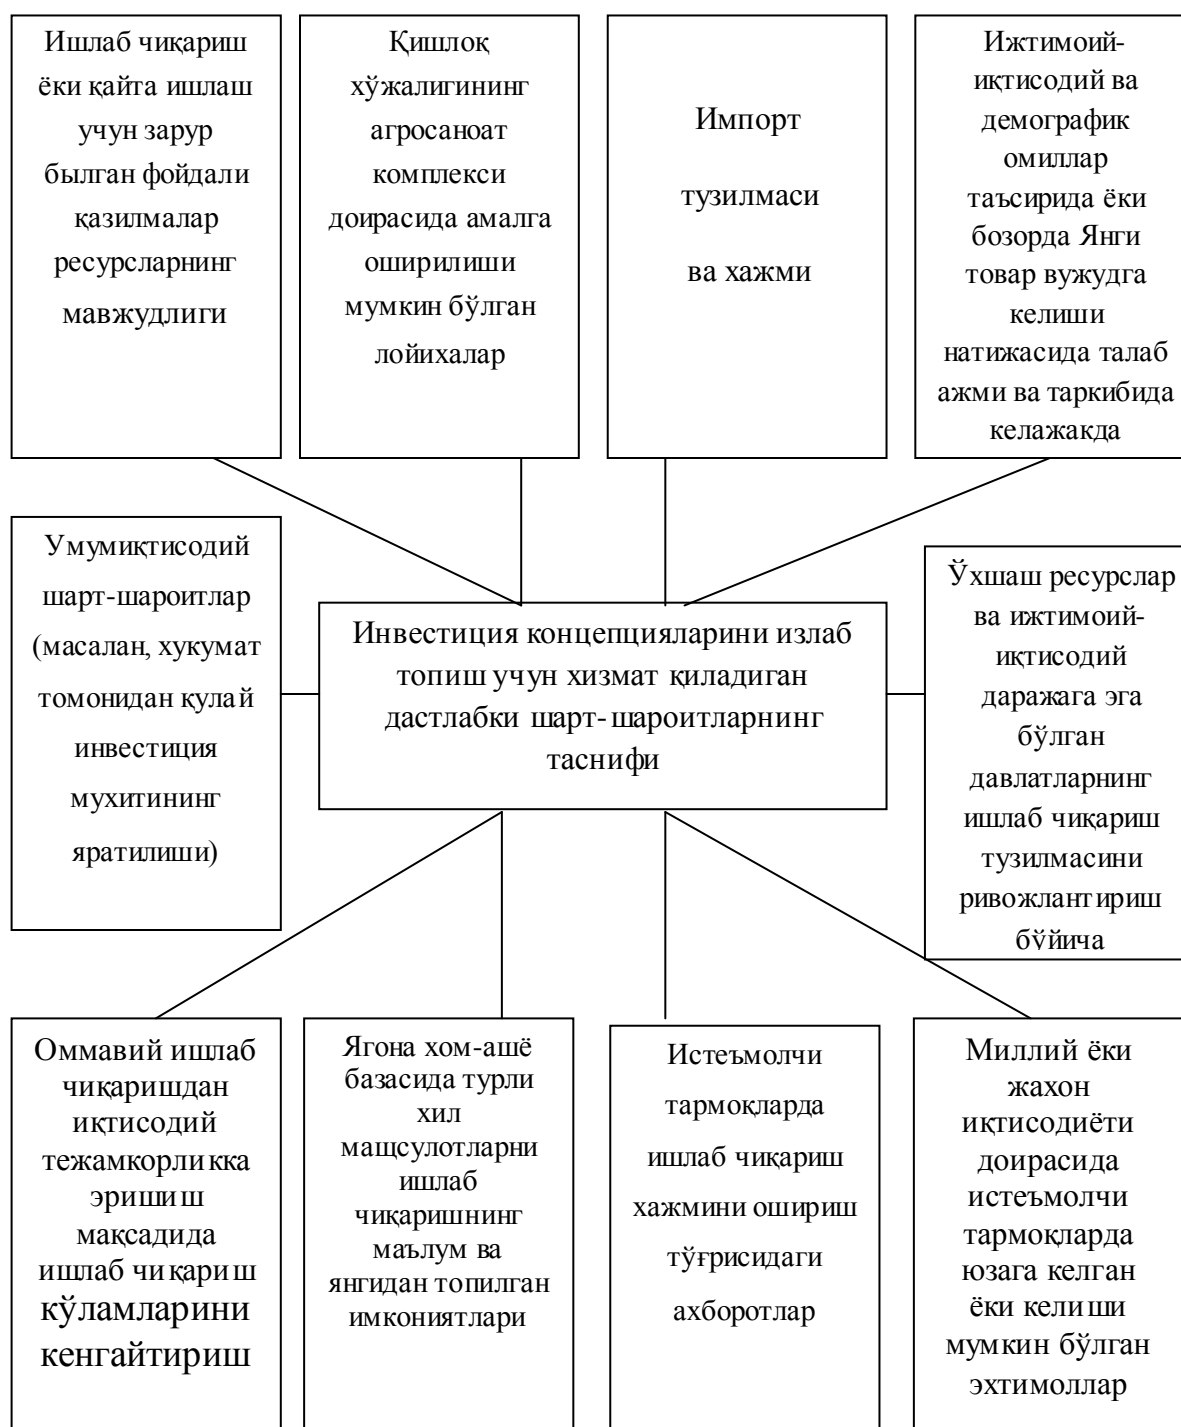 Ишлаб чиқариш
ёки қайта ишлаш
учун зарур
былган фойдали
қазилмалар
ресурсларнинг
мавжудлиги
Қишлоқ
хўжалигининг
агросаноат
комплекси
доирасида амалга
оширилиши
мумкин бўлган
лойихалар
Импорт
тузилмаси
ва хажми
Ижтимоий-
иқтисодий ва
демографик
омиллар
таъсирида ёки
бозорда Янги
товар вужудга
келиши
натижасида талаб
ажми ва таркибида
келажакда
Умумиқтисодий
шарт-шароитлар
(масалан, хукумат
томонидан қулай
инвестиция
мухитининг
яратилиши)
Инвестиция концепцияларини излаб
топиш учун хизмат қиладиган
дастлабки шарт-шароитларнинг
таснифи
Ўхшаш ресурслар
ва ижтимоий-
иқтисодий
даражага эга
бўлган
давлатларнинг
ишлаб чиқариш
тузилмасини
ривожлантириш
бўйича
Оммавий ишлаб
чиқаришдан
иқтисодий
тежамкорликка
эришиш
мақсадида
ишлаб чиқариш
кўламларини
кенгайтириш
Ягона хом-ашё
базасида турли
хил
мащсулотларни
ишлаб
чиқаришнинг
маълум ва
янгидан топилган
имкониятлари
Истеъмолчи
тармоқларда
ишлаб чиқариш
хажмини ошириш
тўғрисидаги
ахборотлар
Миллий ёки
жахон
иқтисодиёти
доирасида
истеъмолчи
тармоқларда
юзага келган
ёки келиши
мумкин бўлган
эхтимоллар